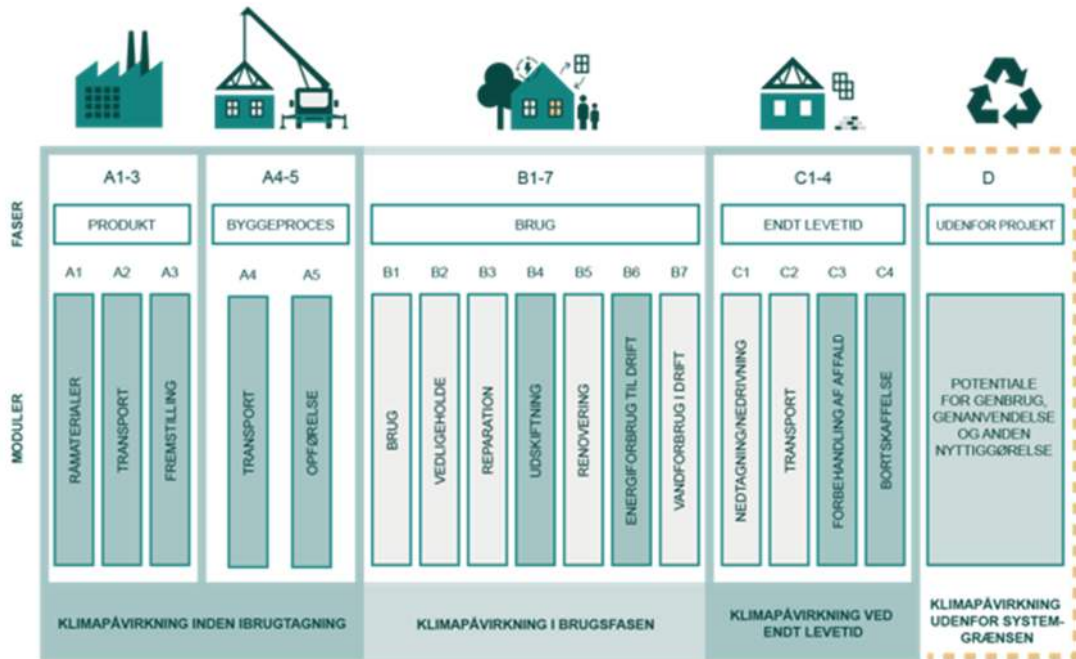 A1-3
A4-5
B1-7
C1-4
D
FASER
PRODUKT
BYGGEPROCES
BRUG
ENDT LEVETID
UDENFOR PROJEKT
A1
A2
A3
A4
A5
B1
B2
B3
B4
B5
B6
B7
C1
C2
C3
C4
MODULER
RÅMATERIALER
TRANSPORT
FREMSTILLING
TRANSPORT
OPFØRELSE
BRUG
VEDLIGEHOLDE
REPARATION
UDSKIFTNING
RENOVERING
ENERGIFORBRUG TIL DRIFT
VANDFORBRUG I DRIFT
NEDTAGNING/NEDRIVNING
TRANSPORT
FORBEHANDLING AF AFFALD
BORTSKAFFELSE
POTENTIALE
FOR GENBRUG,
GENANVENDELSE
OG ANDEN
NYTTIGGØRELSE
KLIMAPÅVIRKNING INDEN IBRUGTAGNING
KLIMAPÅVIRKNING I BRUGSFASEN
KLIMAPÅVIRKNING VED
ENDT LEVETID
KLIMAPÅVIRKNING
UDENFOR SYSTEM-
GRÆNSEN